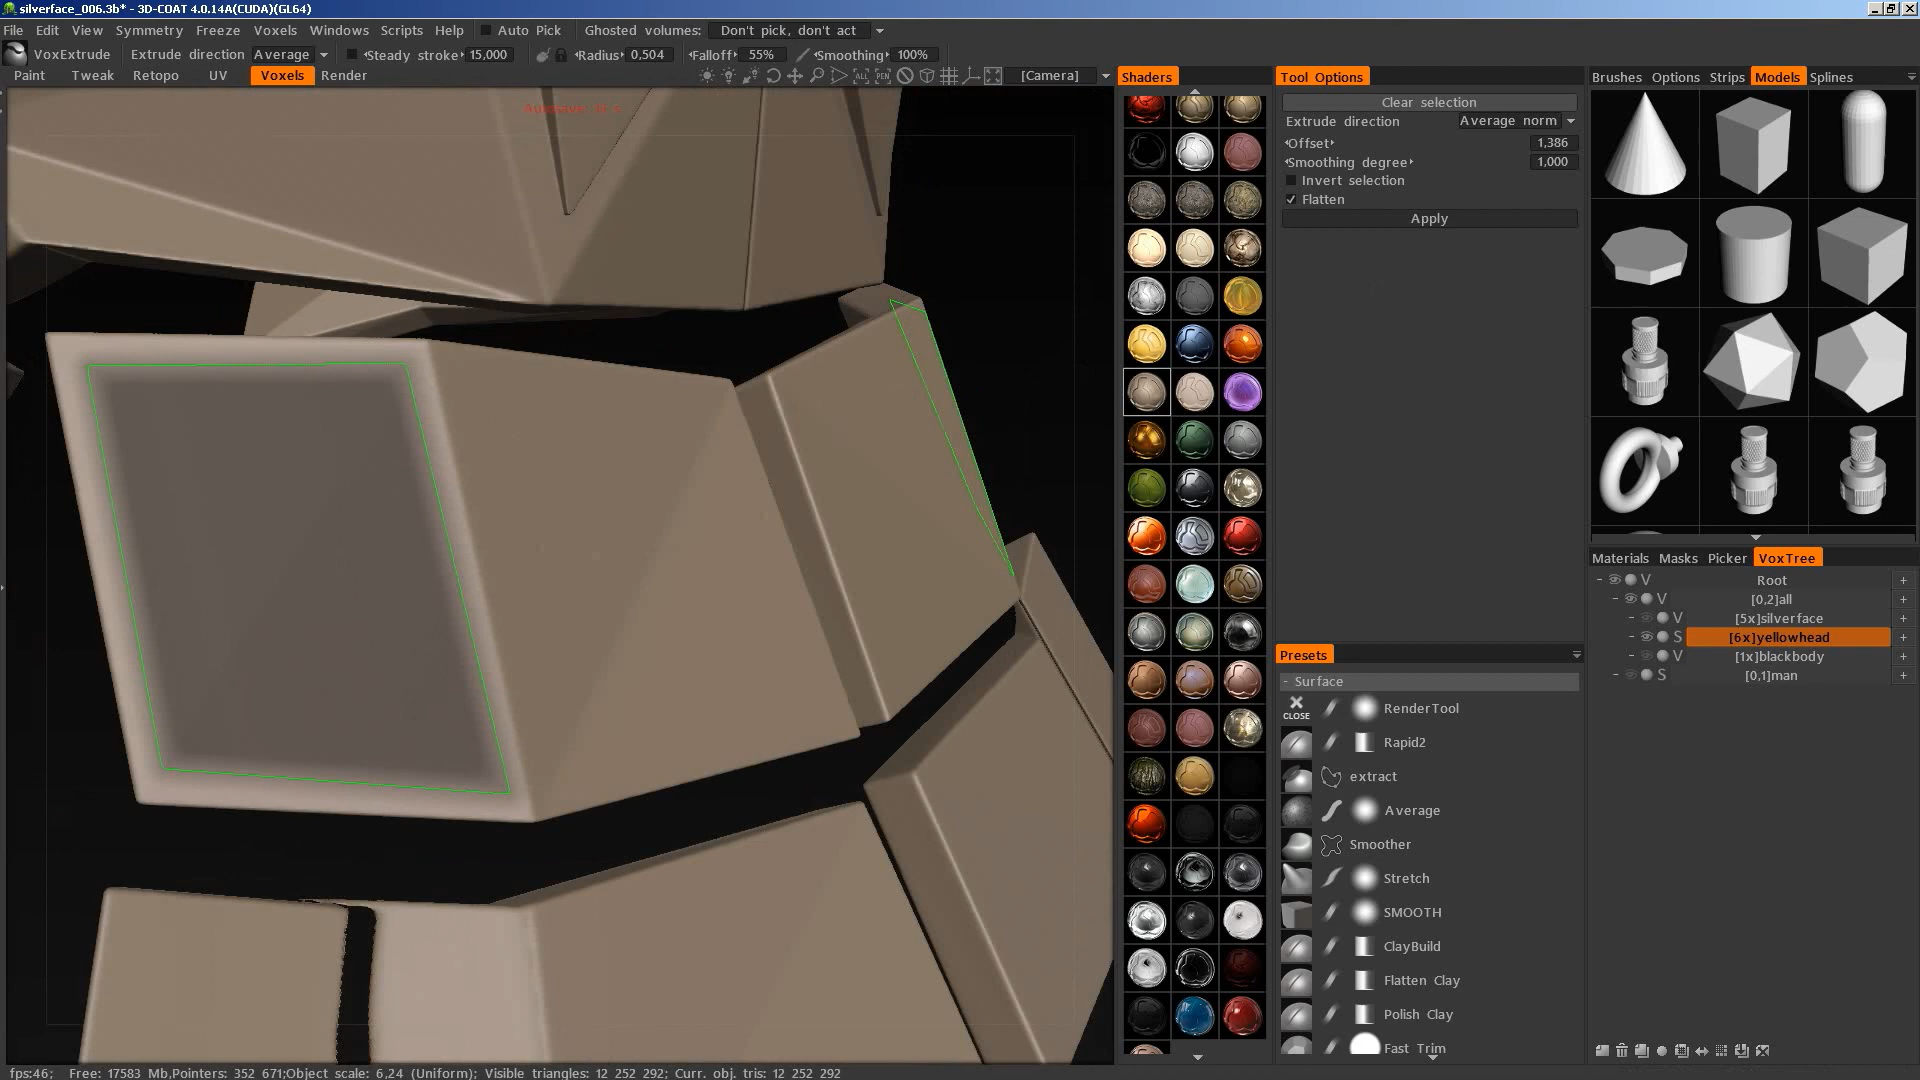 silverface_006.3b* - 3D-COAT 4.0.14A(CUDA)(GL64)
File Edit View Symmetry Freeze Voxels Windows Scripts Help Auto Pick Ghosted volumes: Don't pick, don't act
VoxExtrude Extrude direction Average Steady stroke 15,000 Radius 0,504 Falloff 55% Smoothing 100%
Paint Tweak Retopo UV Voxels Render ALL PEN [Camera]
Shaders
Tool Options
Clear selection
Extrude direction Average norm
Offset 1,386
Smoothing degree 1,000
Invert selection
Flatten
Apply
Presets
- Surface
CLOSE RenderTool
Rapid2
extract
Average
Smoother
Stretch
SMOOTH
ClayBuild
Flatten Clay
Polish Clay
Fast Trim
Brushes Options Strips Models Splines
Materials Masks Picker VoxTree
- V Root +
- V [0,2]all +
- V [5x]silverface +
- S [6x]yellowhead +
- V [1x]blackbody +
- S [0,1]man +
fps:46; Free: 17583 Mb,Pointers: 352 671;Object scale: 6,24 (Uniform); Visible triangles: 12 252 292; Curr. obj. tris: 12 252 292